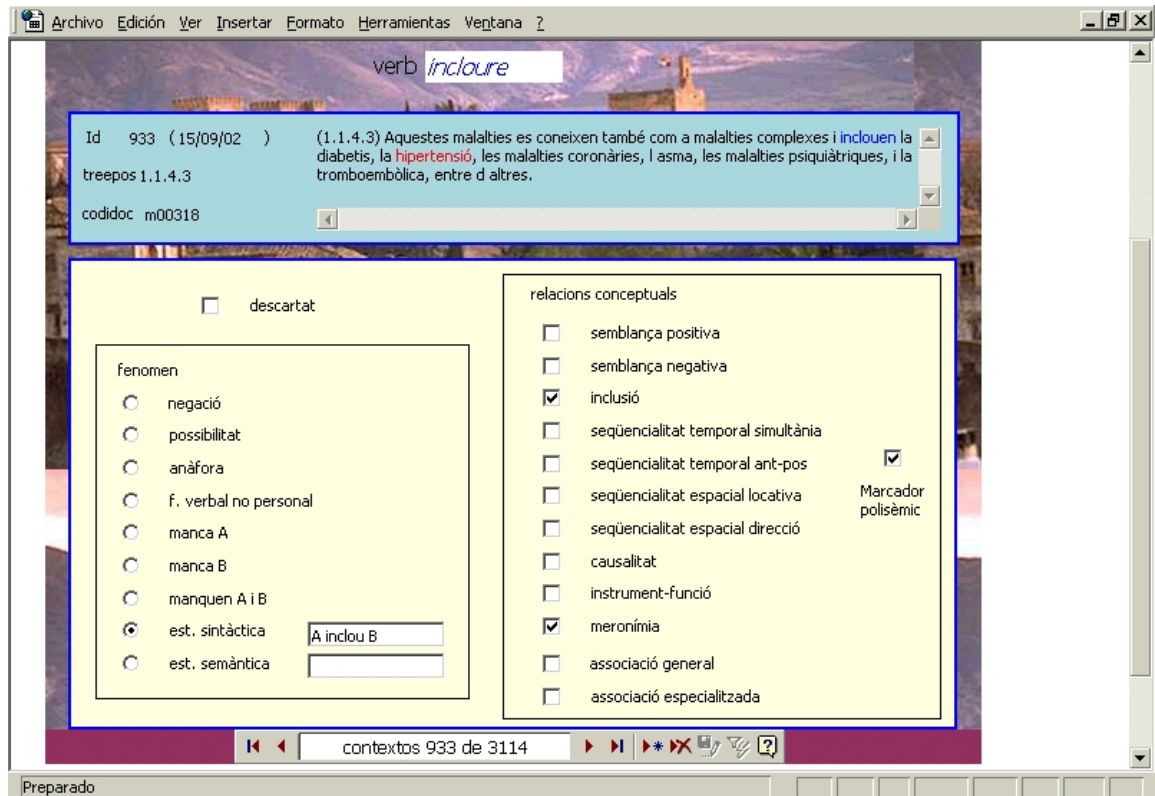 Archivo Edición Ver Insertar Formato Herramientas Ventana ?
verb incloure
Id 933 ( 15/09/02 )
treepos 1.1.4.3
codidoc m00318
(1.1.4.3) Aquestes malalties es coneixen també com a malalties complexes i inclouen la
diabetis, la hipertensió, les malalties coronàries, l asma, les malalties psiquiàtriques, i la
tromboembòlica, entre d altres.
descartat
fenomen
negació
possibilitat
anàfora
f. verbal no personal
manca A
manca B
manquen A i B
est. sintàctica A inclou B
est. semàntica
relacions conceptuals
semblança positiva
semblança negativa
inclusió
seqüencialitat temporal simultània
seqüencialitat temporal ant-pos
seqüencialitat espacial locativa
seqüencialitat espacial direcció
causalitat
instrument-funció
meronímia
associació general
associació especialitzada
Marcador
polisèmic
contextos 933 de 3114
Preparado